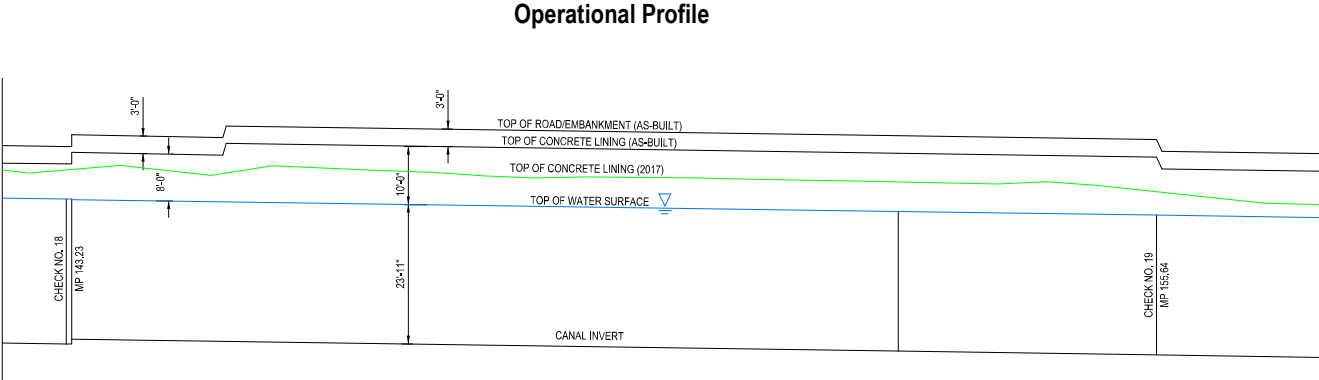 Operational Profile
3'-0"
3'-0"
TOP OF ROAD/EMBANKMENT (AS-BUILT)
TOP OF CONCRETE LINING (AS-BUILT)
TOP OF CONCRETE LINING (2017)
8'-0"
10'-0"
TOP OF WATER SURFACE
CHECK NO. 18
MP 143.23
23'-11"
CHECK NO. 19
MP 155.64
CANAL INVERT